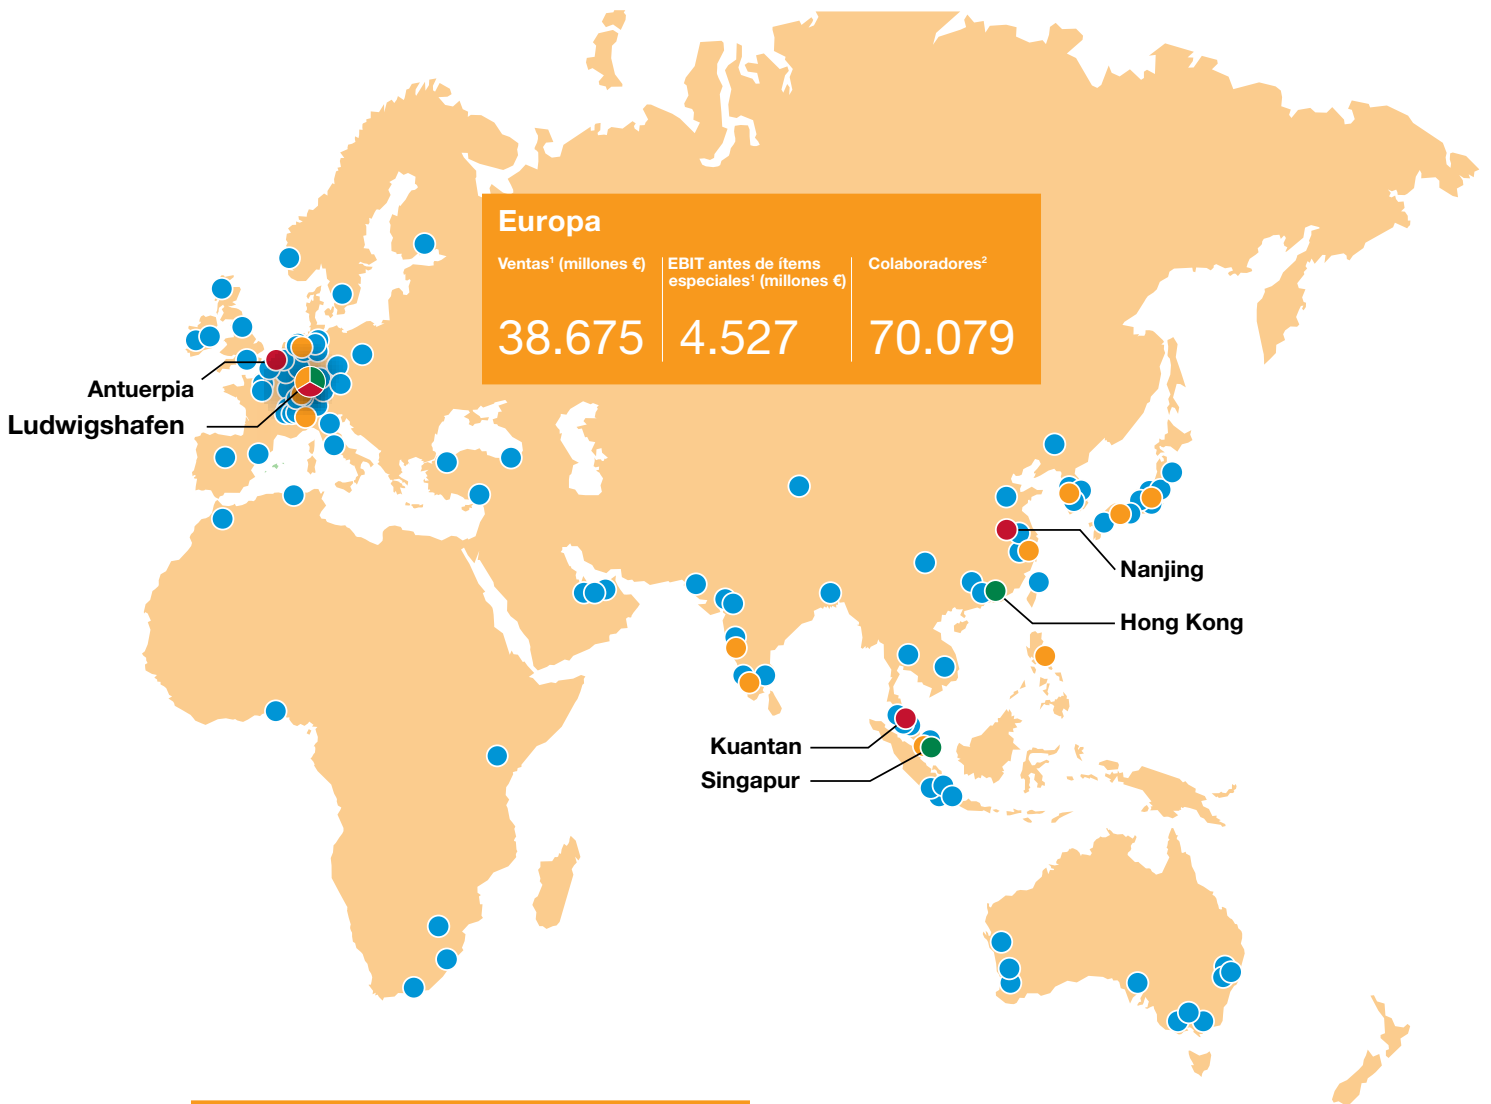 Europa
Ventas¹ (millones €)
EBIT antes de ítems
especiales¹ (millones €)
Colaboradores²
38.675
4.527
70.079
Antuerpia
Ludwigshafen
Nanjing
Hong Kong
Kuantan
Singapur